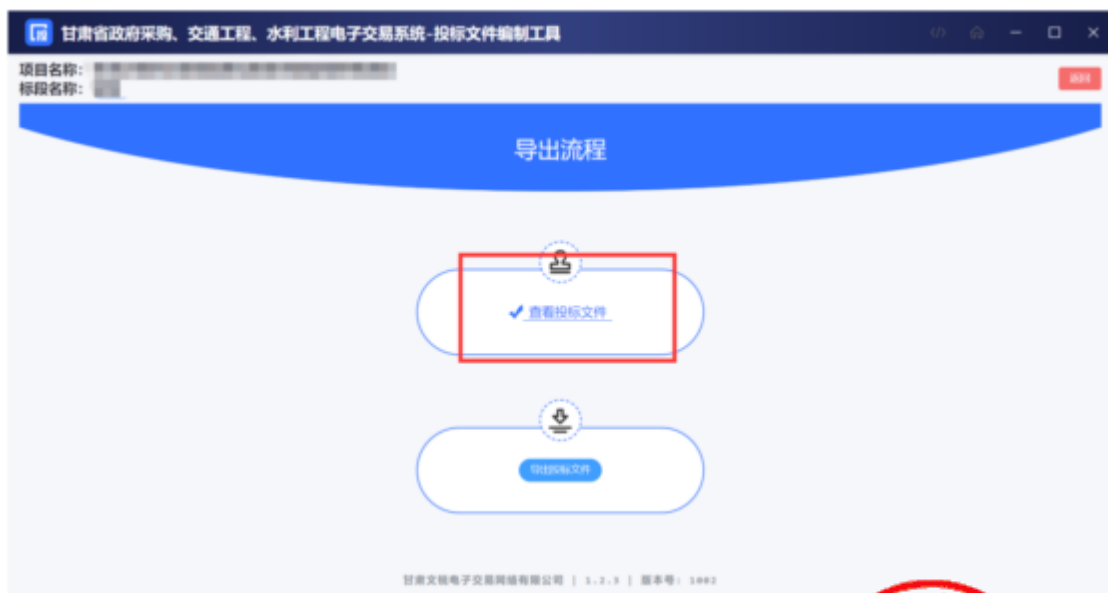 甘肃省政府采购、交通工程、水利工程电子交易系统-投标文件编制工具
项目名称：
标段名称：
返回
导出流程
查看投标文件
导出投标文件
甘肃文锐电子交易网络有限公司 | 1.2.3 | 版本号: 1002